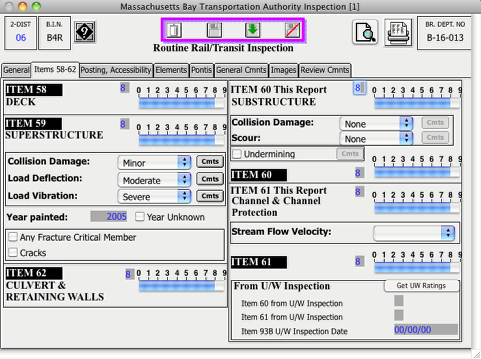 Massachusetts Bay Transportation Authority Inspection [1]
2-DIST
06
B.I.N.
B4R
BR. DEPT. NO
B-16-013
Routine Rail/Transit Inspection
General Items 58-62 Posting, Accessibility Elements Pontis General Cmnts Images Review Cmnts
ITEM 58 8 0 1 2 3 4 5 6 7 8 9
DECK
ITEM 59 8 0 1 2 3 4 5 6 7 8 9
SUPERSTRUCTURE
Collision Damage: Minor Cmts
Load Deflection: Moderate Cmts
Load Vibration: Severe Cmts
Year painted: 2005 Year Unknown
Any Fracture Critical Member
Cracks
ITEM 62 8 0 1 2 3 4 5 6 7 8 9
CULVERT &
RETAINING WALLS
ITEM 60 This Report 8 0 1 2 3 4 5 6 7 8 9
SUBSTRUCTURE
Collision Damage: None Cmts
Scour: None Cmts
Undermining Cmts
ITEM 60 8 0 1 2 3 4 5 6 7 8 9
ITEM 61 This Report 8 0 1 2 3 4 5 6 7 8 9
Channel & Channel
Protection
Stream Flow Velocity:
ITEM 61 8 0 1 2 3 4 5 6 7 8 9
From U/W Inspection Get UW Ratings
Item 60 from U/W Inspection
Item 61 from U/W Inspection
Item 93B U/W Inspection Date 00/00/00